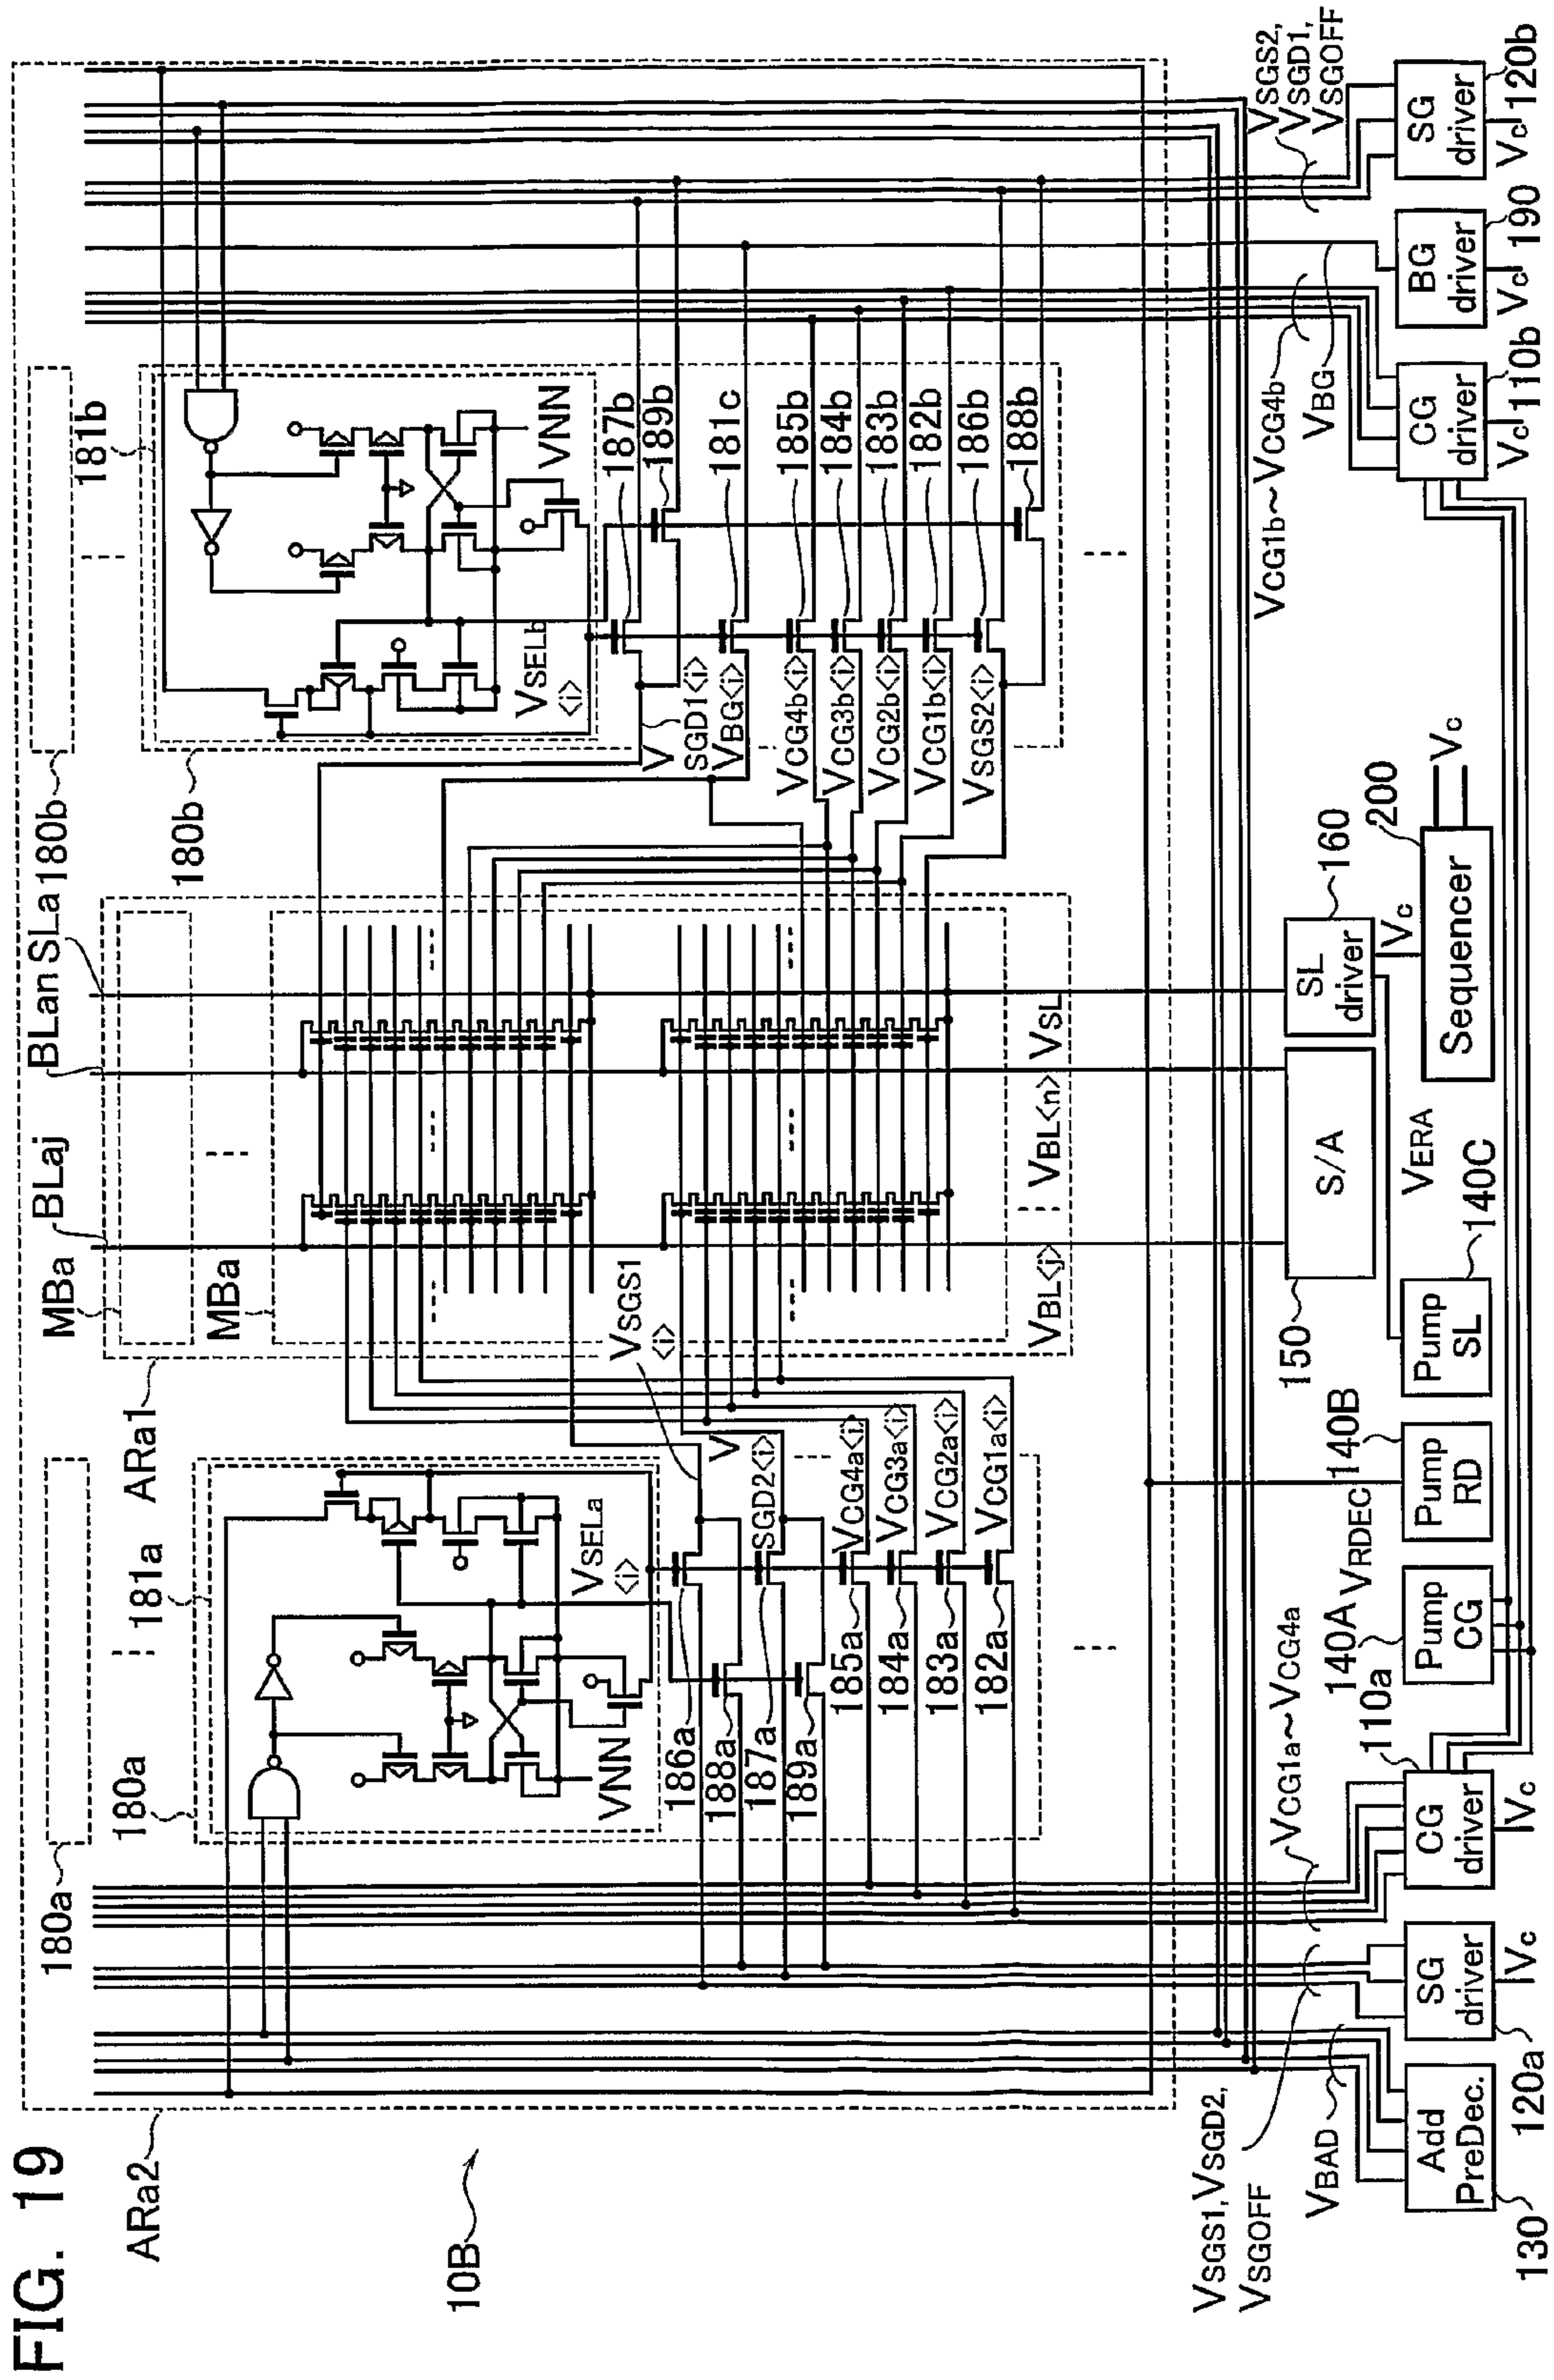 FIG. 19
10B
ARa2
180a
180a
181a
ARa1
MBa
MBa
BLaj
BLan
SLa
180b
180b
181b
VNN
VSELa
<i>
186a
188a
187a
189a
185a
184a
183a
182a
VSGS1
<i>
V
SGD2<i>
VCG4a<i>
VCG3a<i>
VCG2a<i>
VCG1a<i>
VBL<j>
VBL<n>
VSL
VSELb
<i>
VNN
187b
189b
181c
185b
184b
183b
182b
186b
188b
V
SGD1<i>
VBG<i>
VCG4b<i>
VCG3b<i>
VCG2b<i>
VCG1b<i>
VSGS2<i>
VSGS1, VSGD2,
VSGOFF
VBAD
VCG1a~VCG4a
VRDEC
VERA
VCG1b~VCG4b
VBG
VSGS2,
VSGD1,
VSGOFF
Add
PreDec.
130
SG
driver
120a
Vc
CG
driver
110a
Vc
Pump
CG
140A
Pump
RD
140B
Pump
SL
140C
S/A
150
SL
driver
160
Vc
Sequencer
200
Vc
CG
driver
110b
Vc
BG
driver
190
Vc
SG
driver
120b
Vc